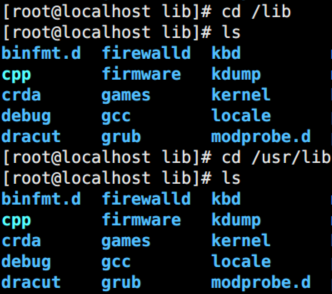 [root@localhost lib]# cd /lib
[root@localhost lib]# ls
binfmt.d firewalld kbd
cpp firmware kdump
crda games kernel
debug gcc locale
dracut grub modprobe.d
[root@localhost lib]# cd /usr/lib
[root@localhost lib]# ls
binfmt.d firewalld kbd
cpp firmware kdump
crda games kernel
debug gcc locale
dracut grub modprobe.d